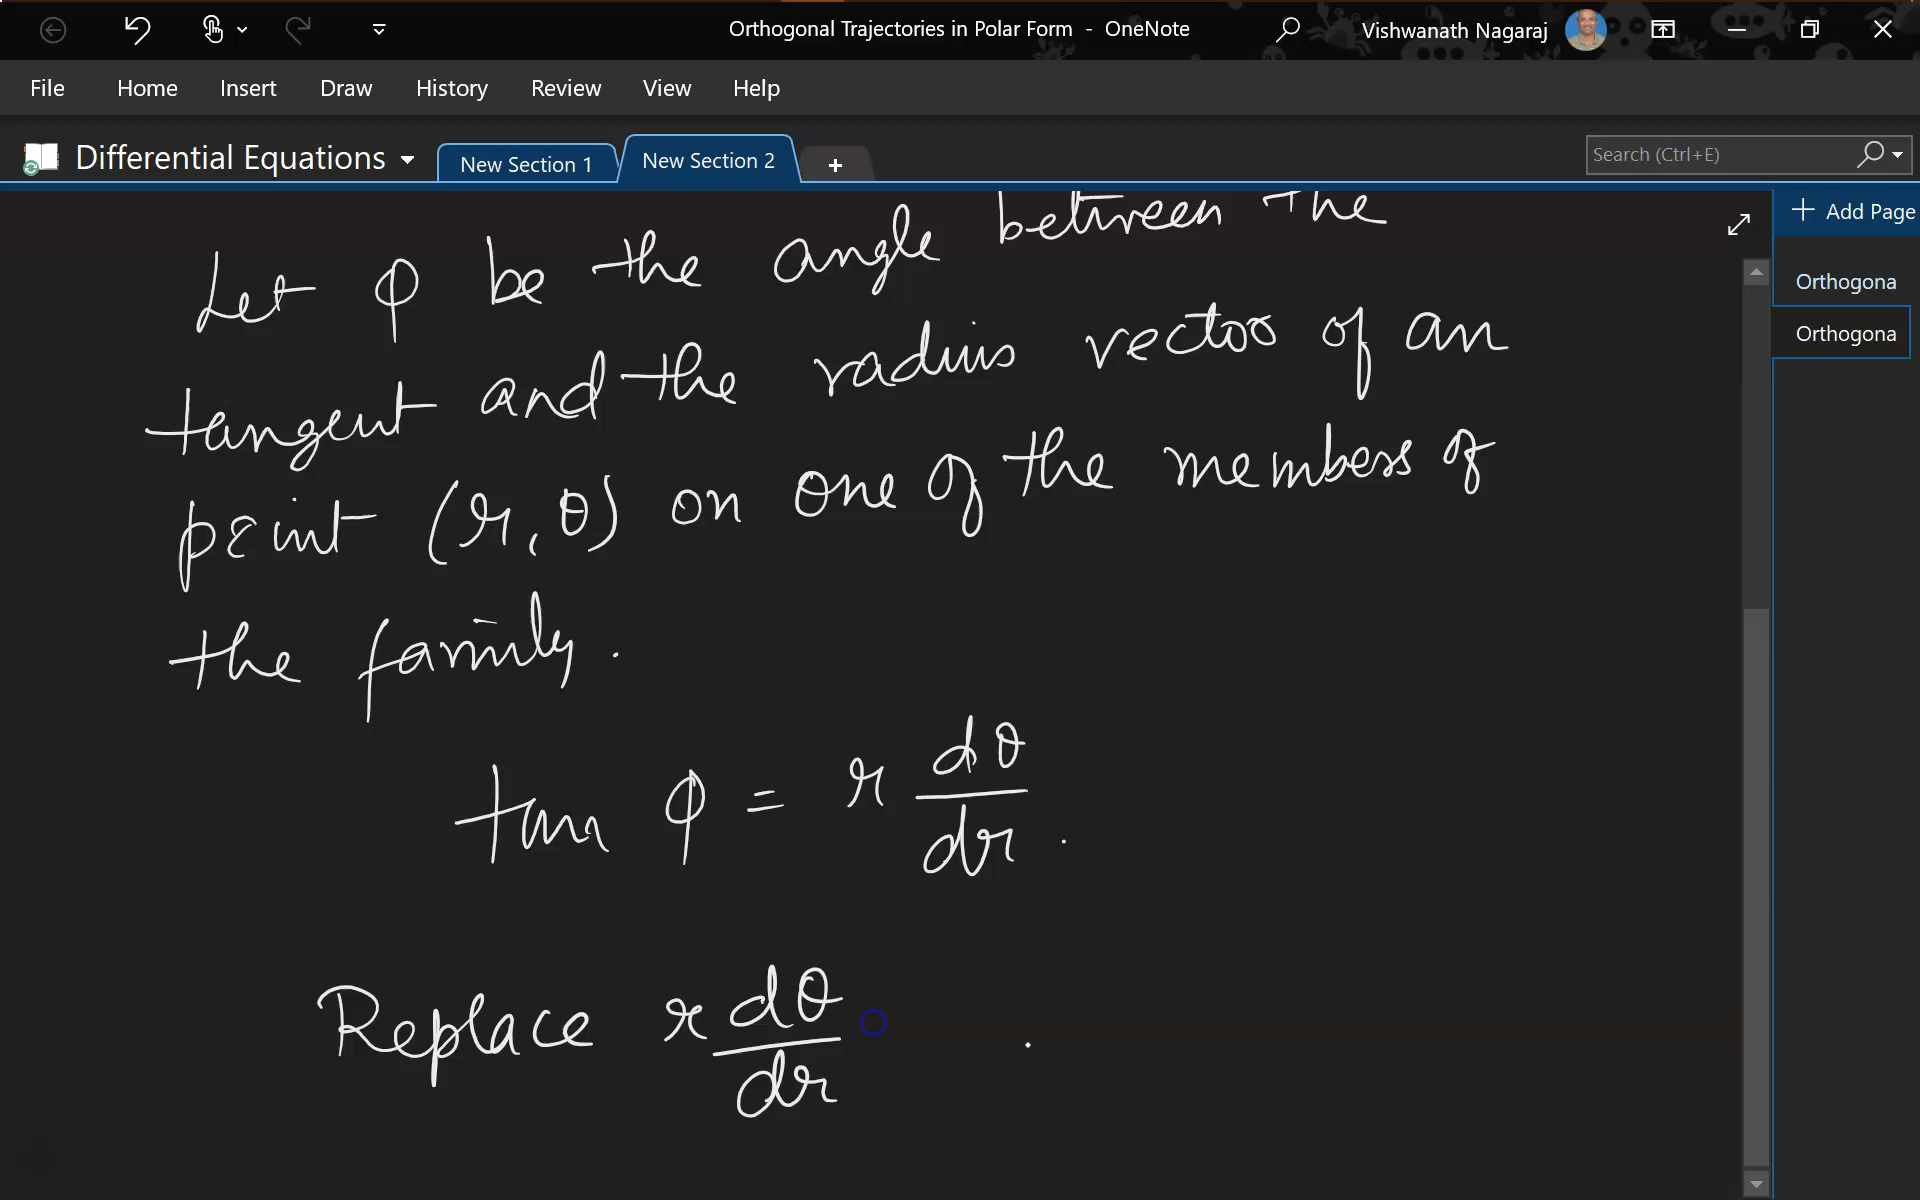 Orthogonal Trajectories in Polar Form - OneNote
Vishwanath Nagaraj
File Home Insert Draw History Review View Help
Differential Equations
New Section 1
New Section 2
+
Search (Ctrl+E)
+ Add Page
Orthogona
Orthogona
Let φ be the angle between the
tangent and the radius vector of an
point (r, θ) on one of the members of
the family.
tan φ = r dθ/dr.
Replace r dθ/dr